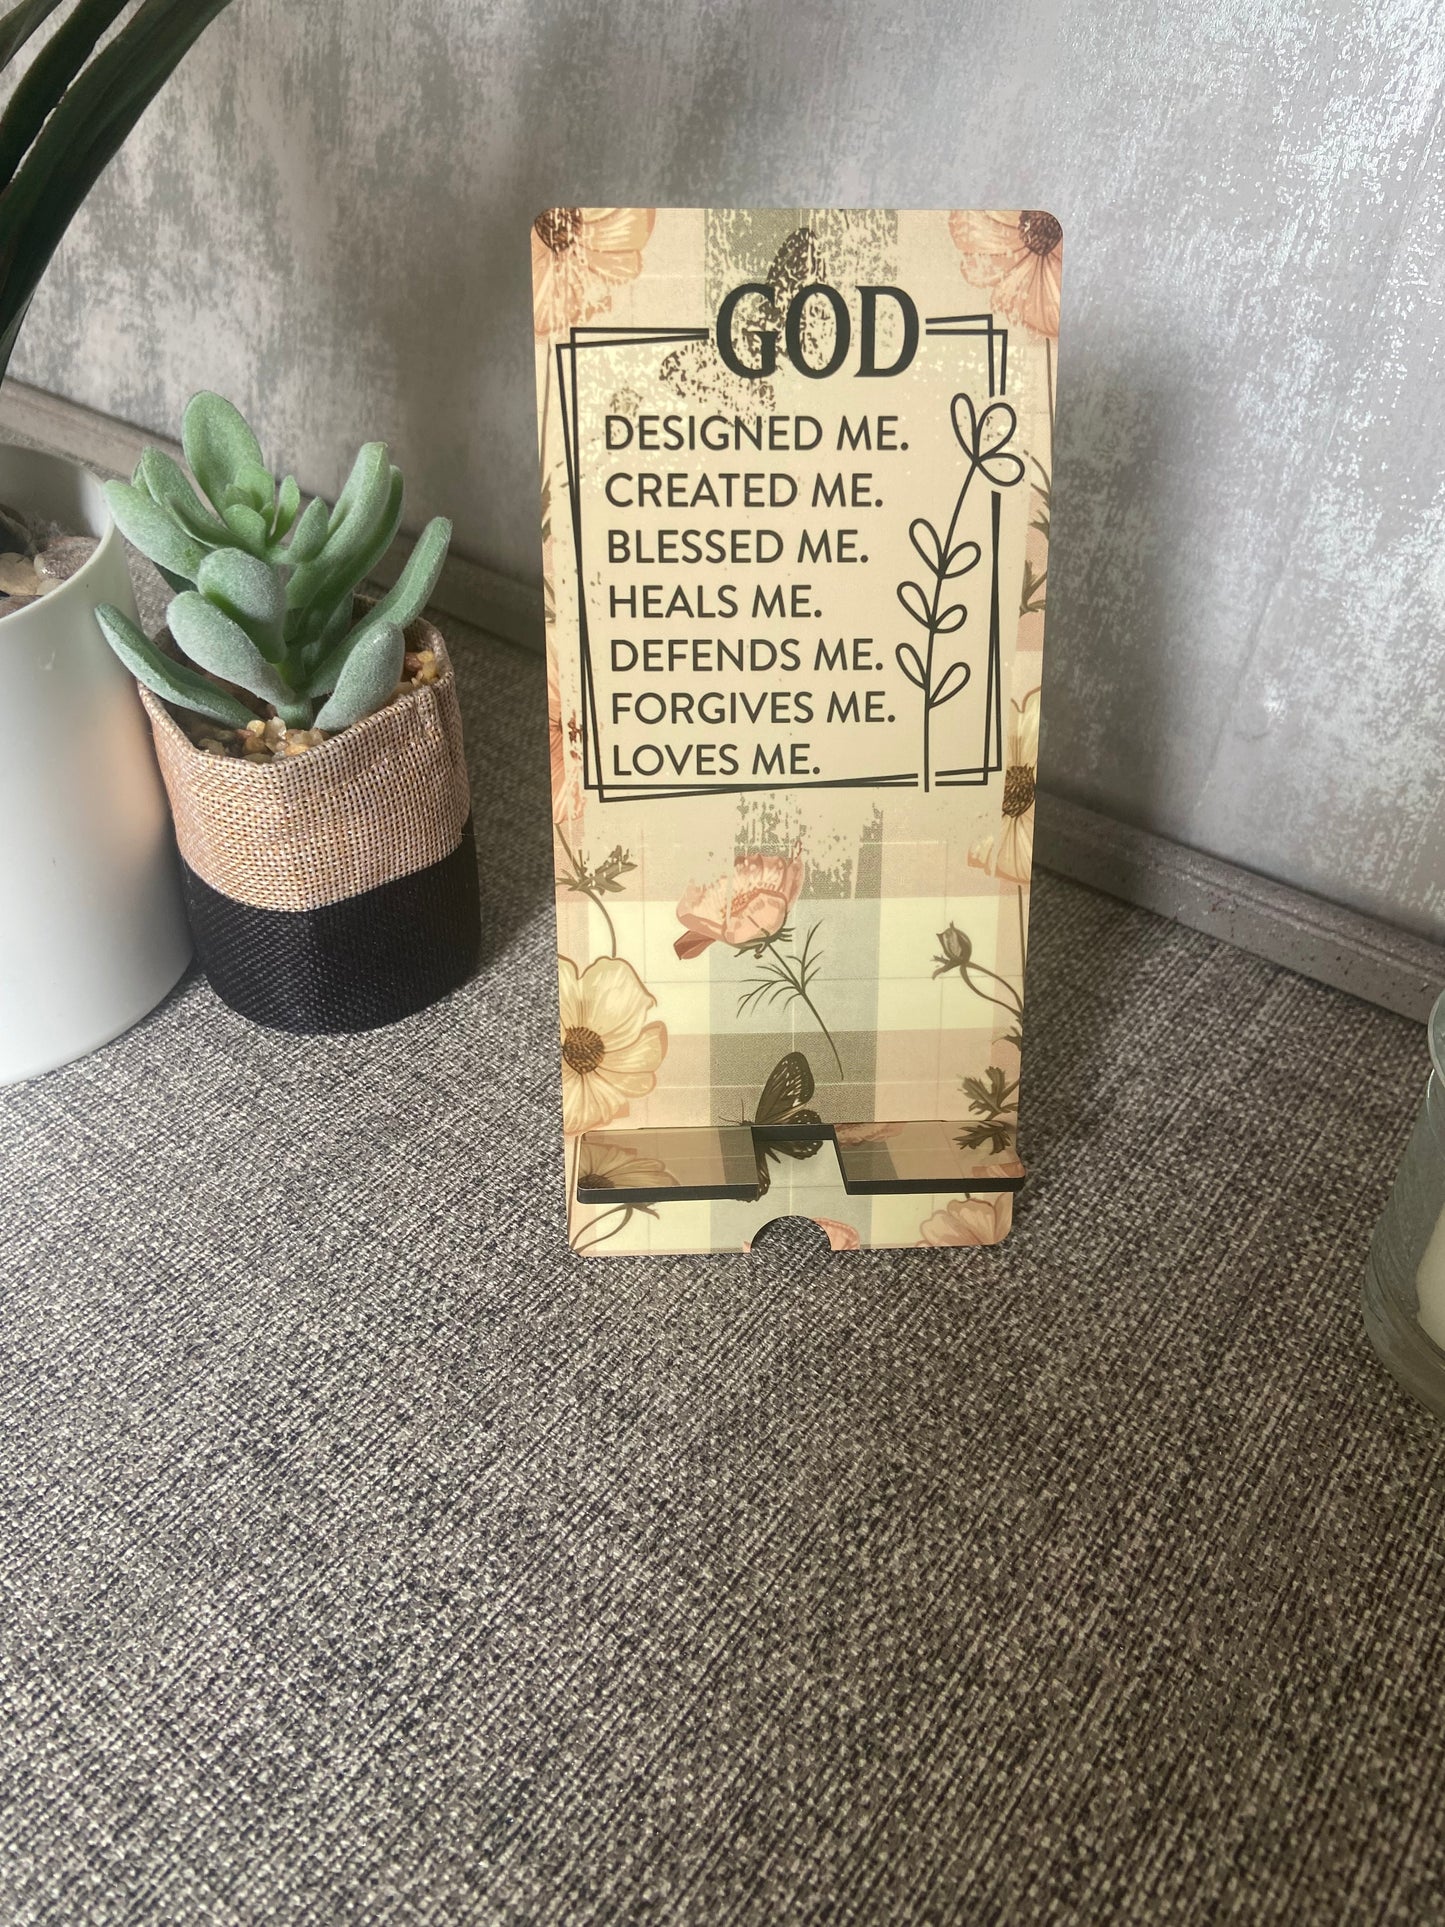 GOD
DESIGNED ME.
CREATED ME.
BLESSED ME.
HEALS ME.
DEFENDS ME.
FORGIVES ME.
LOVES ME.